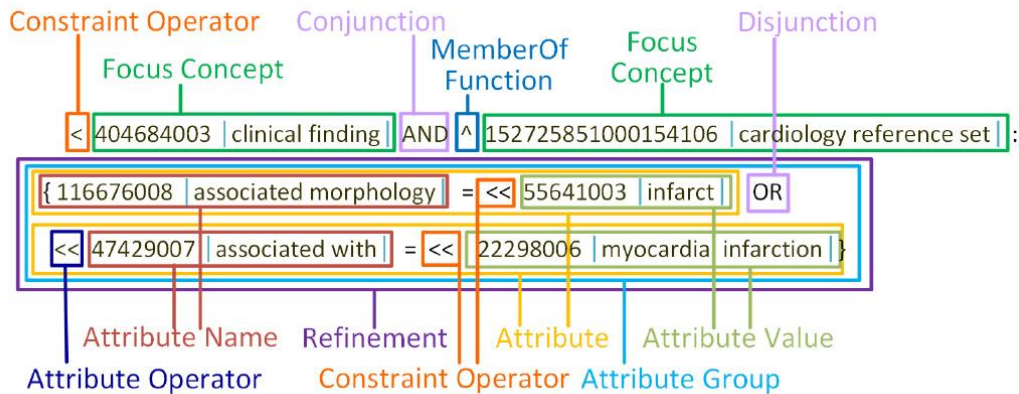 Constraint Operator Conjunction Disjunction
Focus Concept MemberOf Function Focus Concept
< 404684003 |clinical finding| AND ^ 152725851000154106 |cardiology reference set| :
{ 116676008 |associated morphology| = << 55641003 |infarct| OR
<< 47429007 |associated with| = << 22298006 |myocardia infarction| }
Attribute Name Refinement Attribute Attribute Value
Attribute Operator Constraint Operator Attribute Group